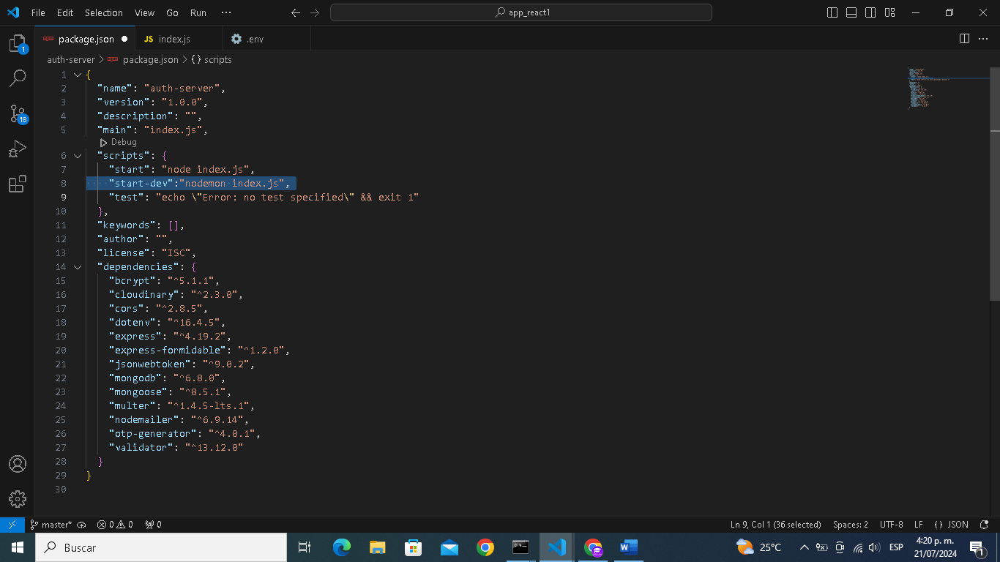 File Edit Selection View Go Run ··· app_react1
package.json JS index.js .env
auth-server > package.json > {} scripts
1 {
2 "name": "auth-server",
3 "version": "1.0.0",
4 "description": "",
5 "main": "index.js",
Debug
6 "scripts": {
7 "start": "node index.js",
8 "start-dev":"nodemon index.js",
9 "test": "echo \"Error: no test specified\" && exit 1"
10 },
11 "keywords": [],
12 "author": "",
13 "license": "ISC",
14 "dependencies": {
15 "bcrypt": "^5.1.1",
16 "cloudinary": "^2.3.0",
17 "cors": "^2.8.5",
18 "dotenv": "^16.4.5",
19 "express": "^4.19.2",
20 "express-formidable": "^1.2.0",
21 "jsonwebtoken": "^9.0.2",
22 "mongodb": "^6.8.0",
23 "mongoose": "^8.5.1",
24 "multer": "^1.4.5-lts.1",
25 "nodemailer": "^6.9.14",
26 "otp-generator": "^4.0.1",
27 "validator": "^13.12.0"
28 }
29 }
30
1
18
master* 0 0 0 Ln 9, Col 1 (36 selected) Spaces: 2 UTF-8 LF {} JSON
Buscar 25°C ESP 4:20 p. m.
21/07/2024 1